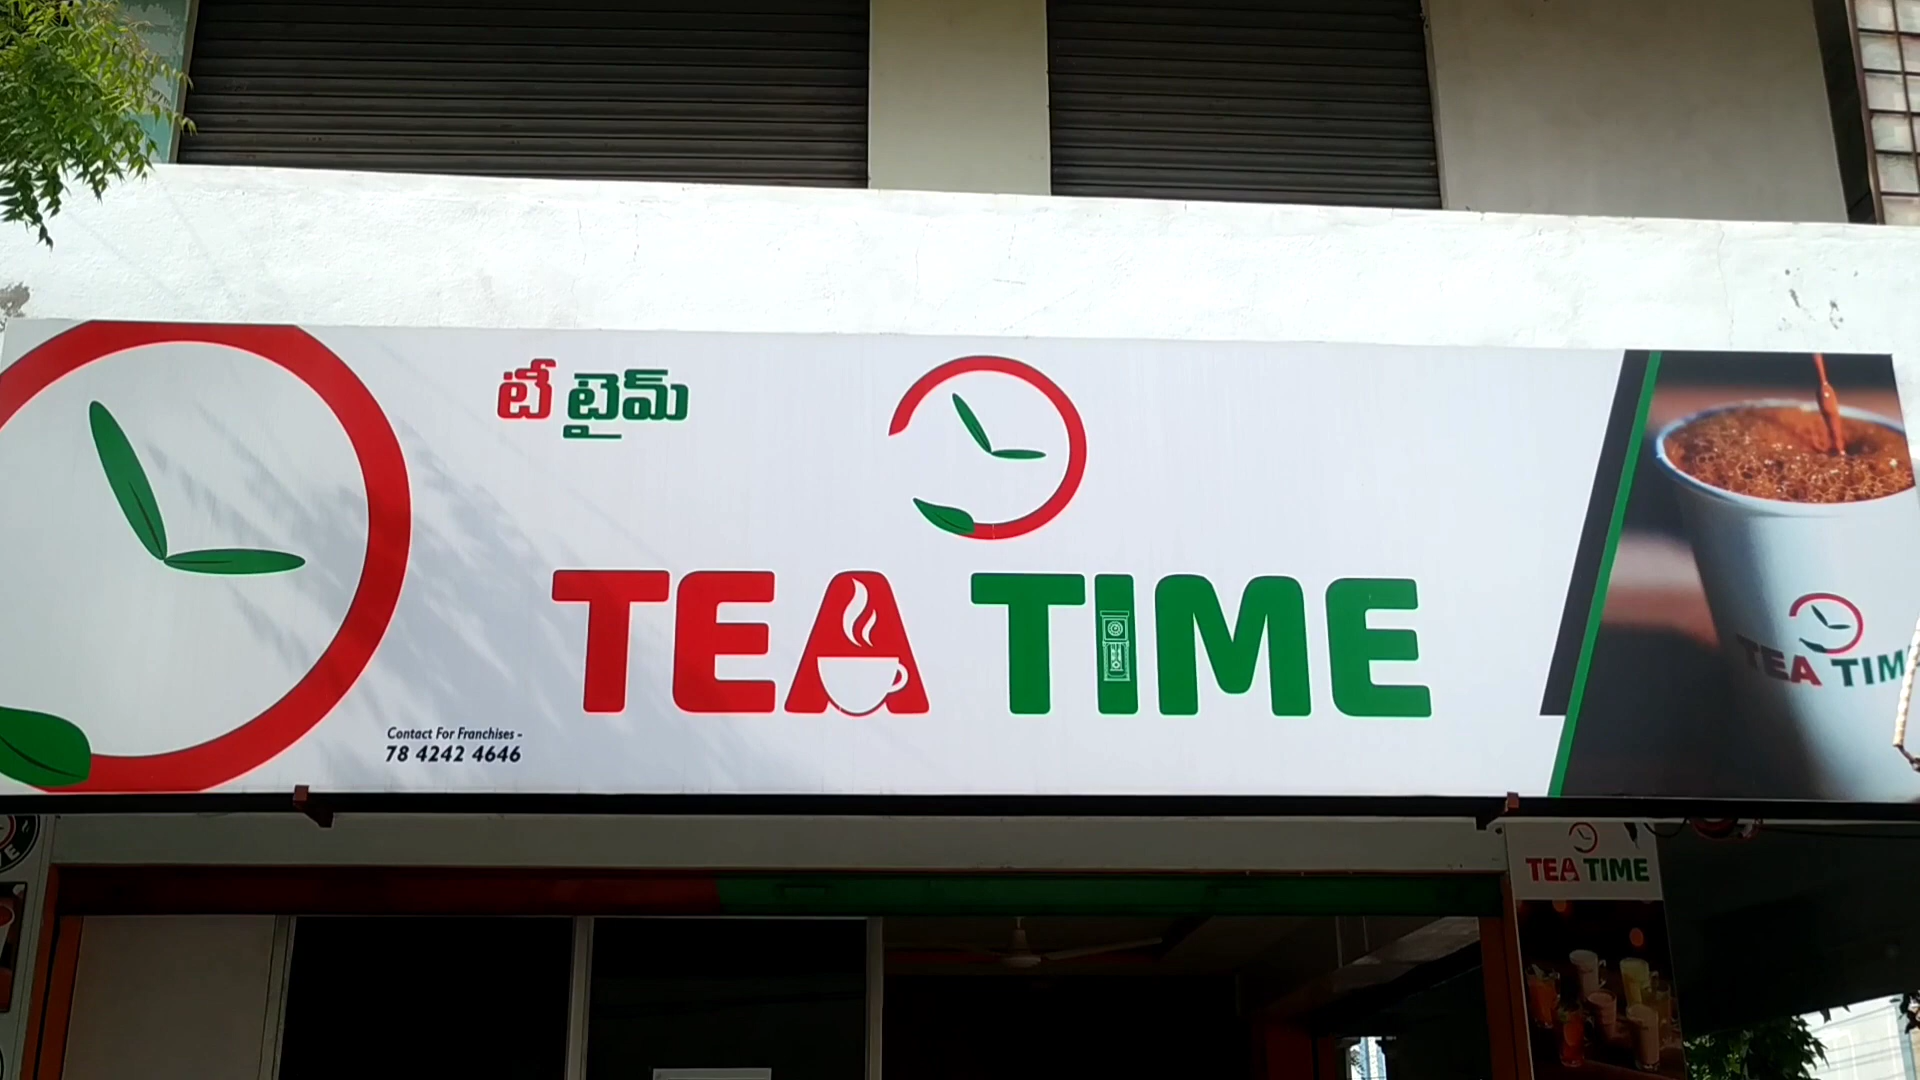 టీ టైమ్
TEA TIME
Contact For Franchises -
78 4242 4646
TEA TIM
TEA TIME